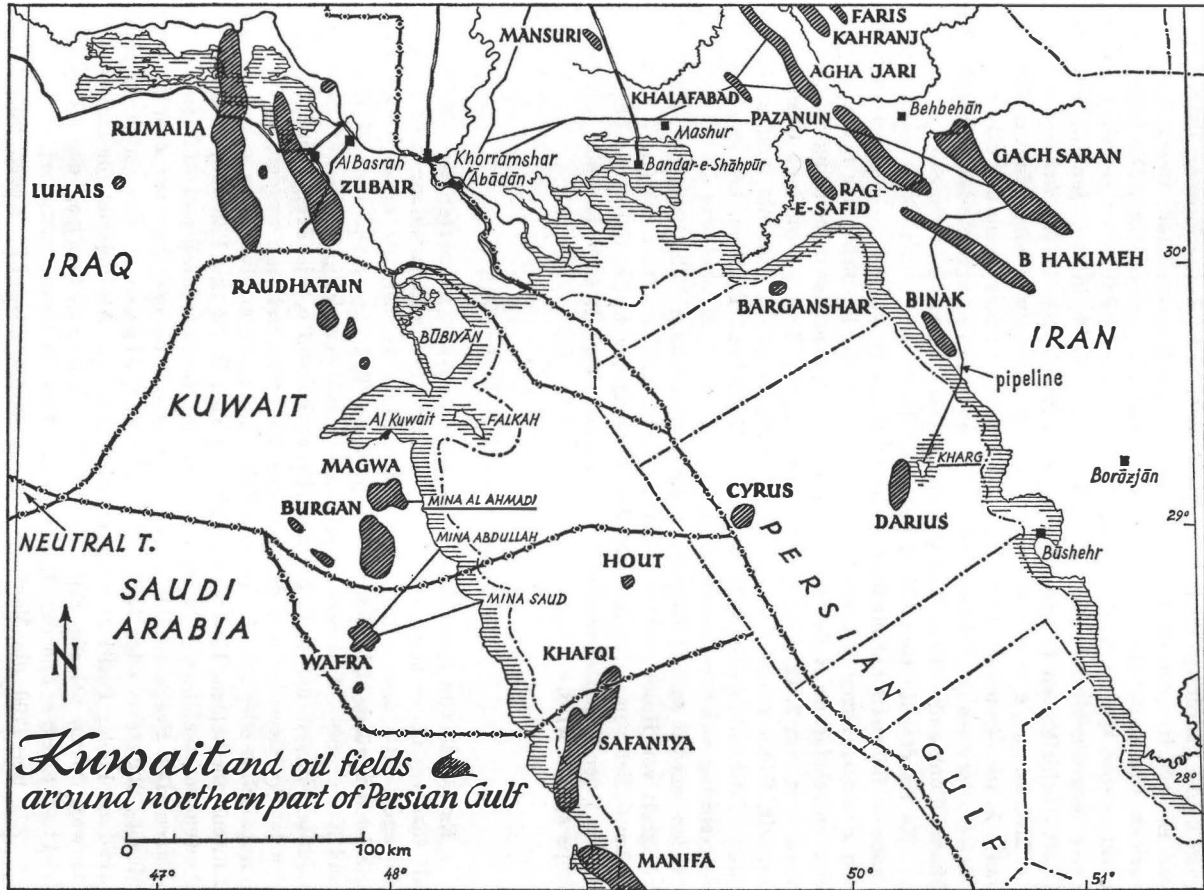 FARIS
KAHRANJ
MANSURI
AGHA JARI
KHALAFABAD
PAZANUN
Behbehān
RUMAILA
Mashur
Al Basrah
Khorrāmshar
Bandar-e-Shāhpūr
GACH SARAN
LUHAIS
ZUBAIR
Ābādān
RAG-
E-SAFID
IRAQ
B HAKIMEH
30°
RAUDHATAIN
BARGANSHAR
BINAK
BŪBIYĀN
IRAN
pipeline
KUWAIT
Al Kuwait
FALKAH
KHARG
MAGWA
Borāzjān
BURGAN
MINA AL AHMADJ
CYRUS
DARIUS
29°
NEUTRAL T.
MINA ABDULLAH
Būshehr
HOUT
PERSIAN GULF
SAUDI
ARABIA
MINA SAUD
N
WAFRA
KHAFQI
SAFANIYA
Kuwait and oil fields
around northern part of Persian Gulf
28°
0 100 km
MANIFA
47° 48° 50° 51°